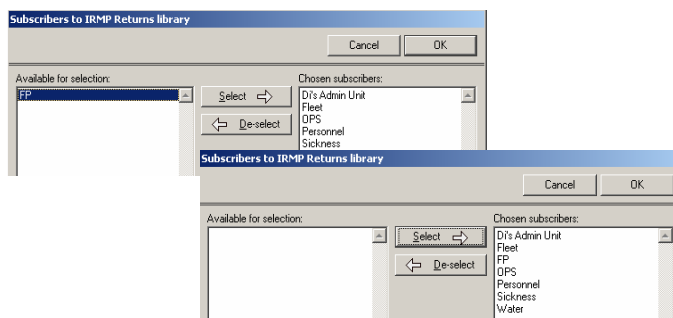 Subscribers to IRMP Returns library
Cancel OK
Available for selection: Chosen subscribers:
FP
Select
De-select
Di's Admin Unit
Fleet
OPS
Personnel
Sickness
Subscribers to IRMP Returns library
Cancel OK
Available for selection: Chosen subscribers:
Select
De-select
Di's Admin Unit
Fleet
FP
OPS
Personnel
Sickness
Water